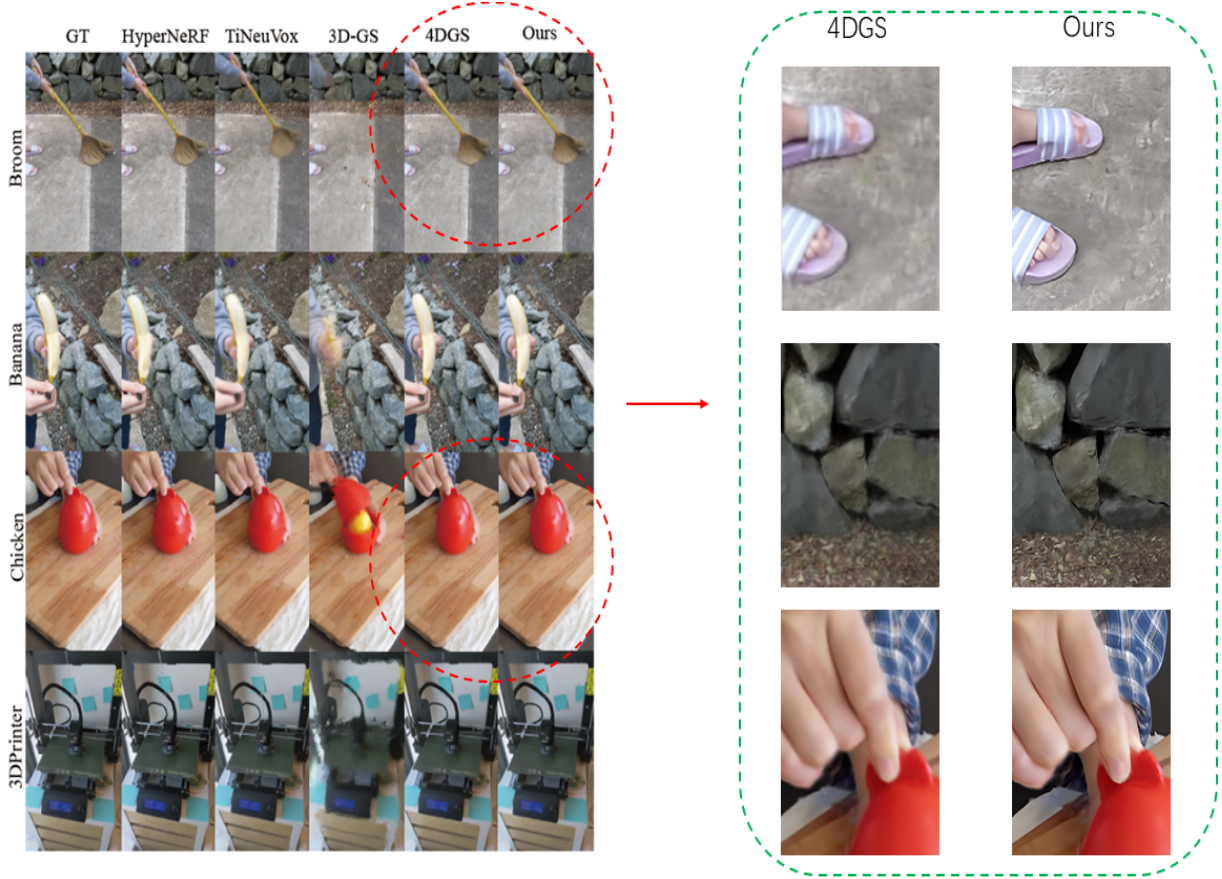 GT HyperNeRF TiNeuVox 3D-GS 4DGS Ours
Broom
Banana
Chicken
3DPrinter
4DGS Ours